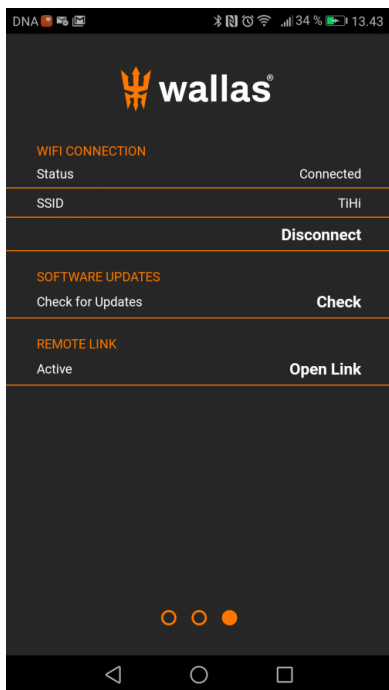 DNA 34 % 13.43
wallas®
WIFI CONNECTION
Status Connected
SSID TiHi
Disconnect
SOFTWARE UPDATES
Check for Updates Check
REMOTE LINK
Active Open Link